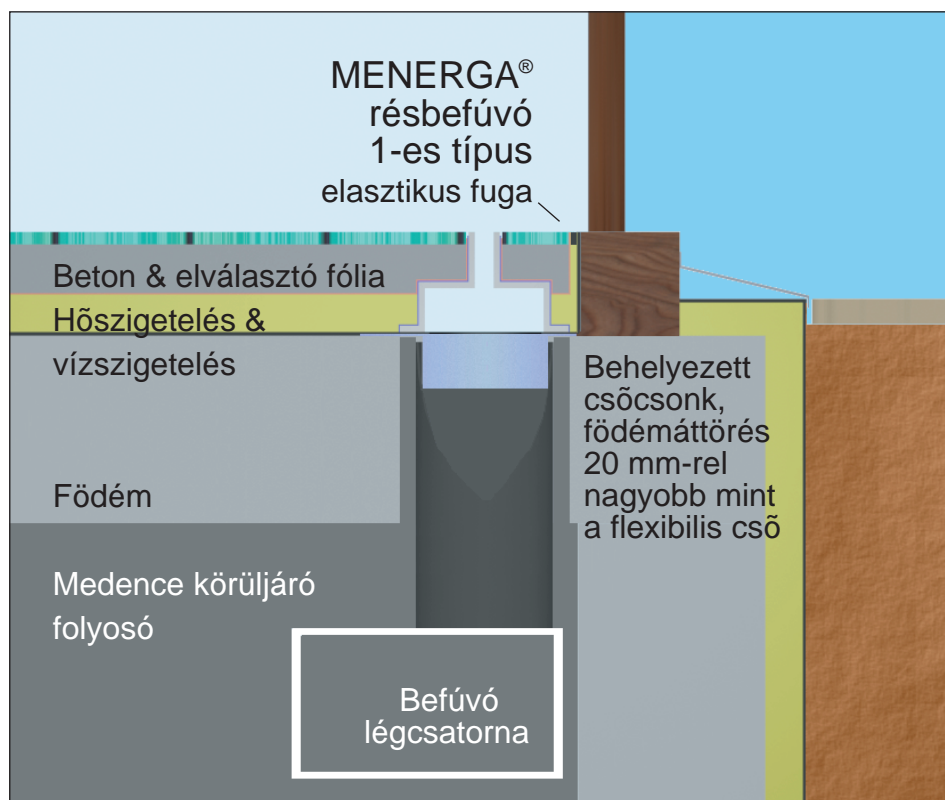 MENERGA®
résbefúvó
1-es típus
elasztikus fuga
Beton & elválasztó fólia
Hõszigetelés &
vízszigetelés
Behelyezett
csõcsonk,
födémáttörés
20 mm-rel
nagyobb mint
a flexibilis csõ
Födém
Medence körüljáró
folyosó
Befúvó
légcsatorna